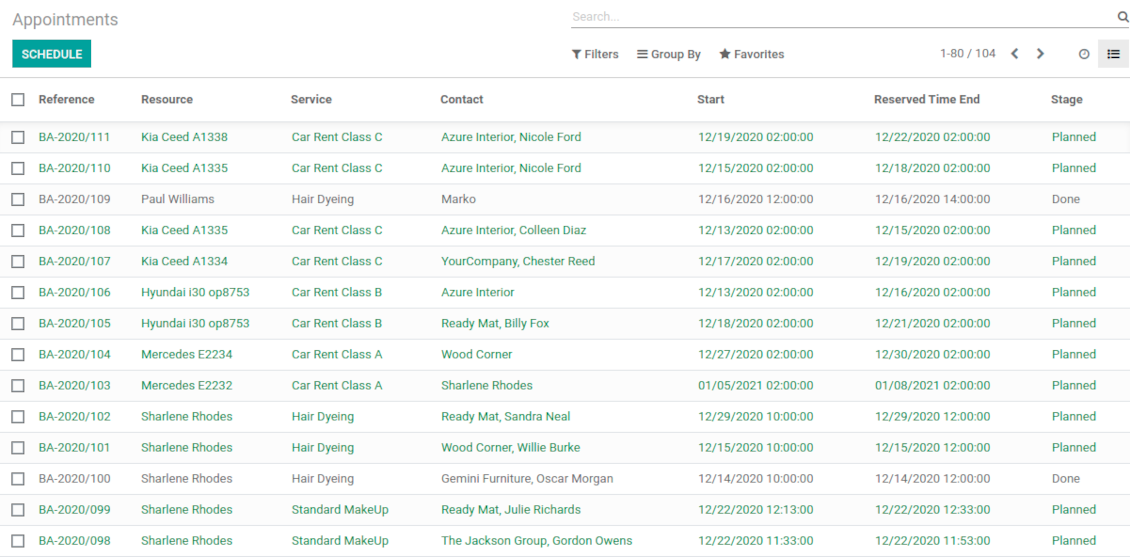 Appointments
Search...
SCHEDULE Filters Group By Favorites 1-80 / 104
Reference Resource Service Contact Start Reserved Time End Stage
BA-2020/111 Kia Ceed A1338 Car Rent Class C Azure Interior, Nicole Ford 12/19/2020 02:00:00 12/22/2020 02:00:00 Planned
BA-2020/110 Kia Ceed A1335 Car Rent Class C Azure Interior, Nicole Ford 12/15/2020 02:00:00 12/18/2020 02:00:00 Planned
BA-2020/109 Paul Williams Hair Dyeing Marko 12/16/2020 12:00:00 12/16/2020 14:00:00 Done
BA-2020/108 Kia Ceed A1335 Car Rent Class C Azure Interior, Colleen Diaz 12/13/2020 02:00:00 12/15/2020 02:00:00 Planned
BA-2020/107 Kia Ceed A1334 Car Rent Class C YourCompany, Chester Reed 12/17/2020 02:00:00 12/19/2020 02:00:00 Planned
BA-2020/106 Hyundai i30 op8753 Car Rent Class B Azure Interior 12/13/2020 02:00:00 12/16/2020 02:00:00 Planned
BA-2020/105 Hyundai i30 op8753 Car Rent Class B Ready Mat, Billy Fox 12/18/2020 02:00:00 12/21/2020 02:00:00 Planned
BA-2020/104 Mercedes E2234 Car Rent Class A Wood Corner 12/27/2020 02:00:00 12/30/2020 02:00:00 Planned
BA-2020/103 Mercedes E2232 Car Rent Class A Sharlene Rhodes 01/05/2021 02:00:00 01/08/2021 02:00:00 Planned
BA-2020/102 Sharlene Rhodes Hair Dyeing Ready Mat, Sandra Neal 12/29/2020 10:00:00 12/29/2020 12:00:00 Planned
BA-2020/101 Sharlene Rhodes Hair Dyeing Wood Corner, Willie Burke 12/15/2020 10:00:00 12/15/2020 12:00:00 Planned
BA-2020/100 Sharlene Rhodes Hair Dyeing Gemini Furniture, Oscar Morgan 12/14/2020 10:00:00 12/14/2020 12:00:00 Done
BA-2020/099 Sharlene Rhodes Standard MakeUp Ready Mat, Julie Richards 12/22/2020 12:13:00 12/22/2020 12:33:00 Planned
BA-2020/098 Sharlene Rhodes Standard MakeUp The Jackson Group, Gordon Owens 12/22/2020 11:33:00 12/22/2020 11:53:00 Planned